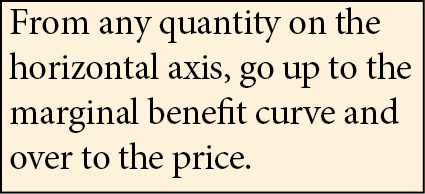 From any quantity on the
horizontal axis, go up to the
marginal benefit curve and
over to the price.